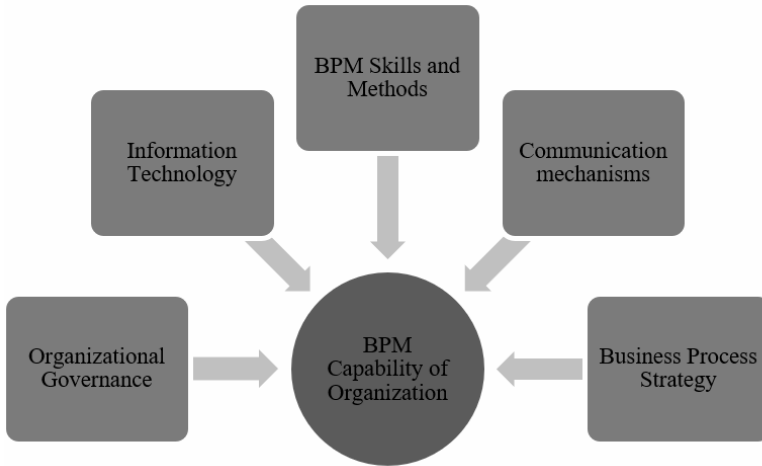 BPM Skills and
Methods
Information
Technology
Communication
mechanisms
Organizational
Governance
BPM
Capability of
Organization
Business Process
Strategy